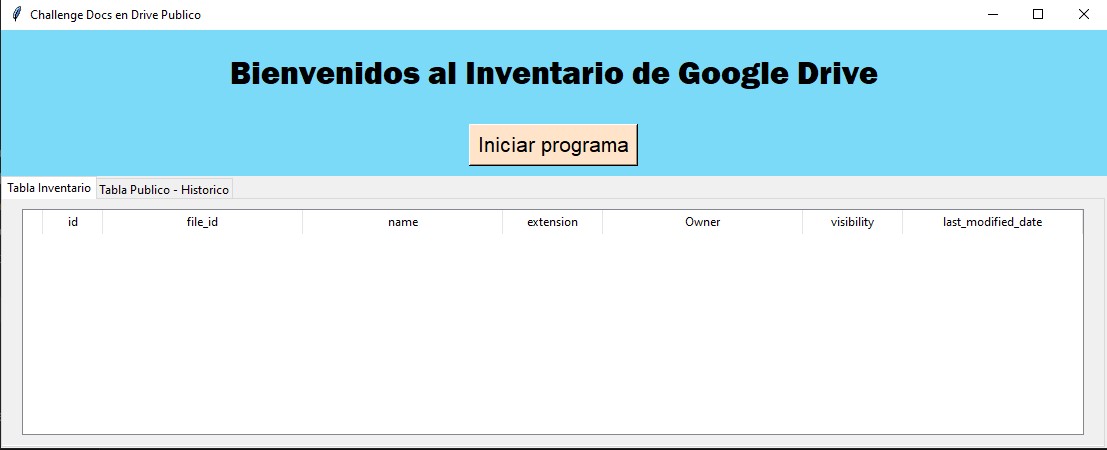 Challenge Docs en Drive Publico
Bienvenidos al Inventario de Google Drive
Iniciar programa
Tabla Inventario Tabla Publico - Historico
id file_id name extension Owner visibility last_modified_date